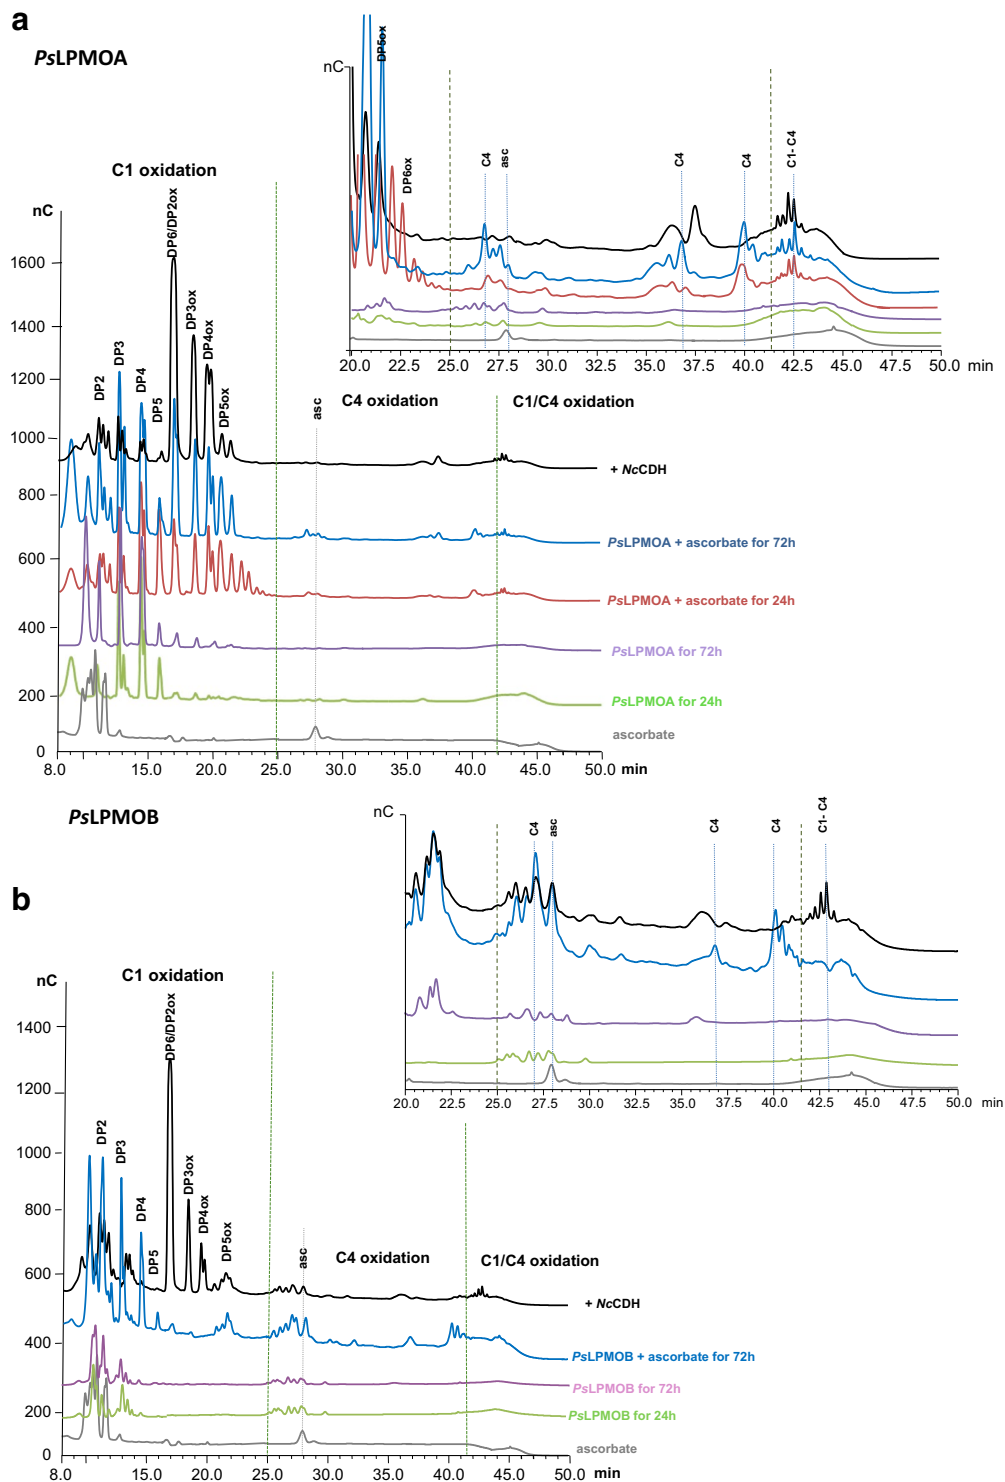 a
PsLPMOA
nC
DP5ox
DP6ox
C4
asc
C4
C4
C1- C4
20.0 22.5 25.0 27.5 30.0 32.5 35.0 37.5 40.0 42.5 45.0 47.5 50.0 min
C1 oxidation
nC
1600
1400
1200
1000
800
600
400
200
0
DP2
DP3
DP4
DP5
DP6/DP2ox
DP3ox
DP4ox
DP5ox
asc
C4 oxidation
C1/C4 oxidation
+ NcCDH
PsLPMOA + ascorbate for 72h
PsLPMOA + ascorbate for 24h
PsLPMOA for 72h
PsLPMOA for 24h
ascorbate
8.0 15.0 20.0 25.0 30.0 35.0 40.0 45.0 50.0 min
PsLPMOB
nC
C4
asc
C4
C4
C1- C4
20.0 22.5 25.0 27.5 30.0 32.5 35.0 37.5 40.0 42.5 45.0 47.5 50.0 min
b
C1 oxidation
nC
1400
1200
1000
800
600
400
200
0
DP2
DP3
DP4
DP5
DP6/DP2ox
DP3ox
DP4ox
DP5ox
asc
C4 oxidation
C1/C4 oxidation
+ NcCDH
PsLPMOB + ascorbate for 72h
PsLPMOB for 72h
PsLPMOB for 24h
ascorbate
8.0 15.0 20.0 25.0 30.0 35.0 40.0 45.0 50.0 min